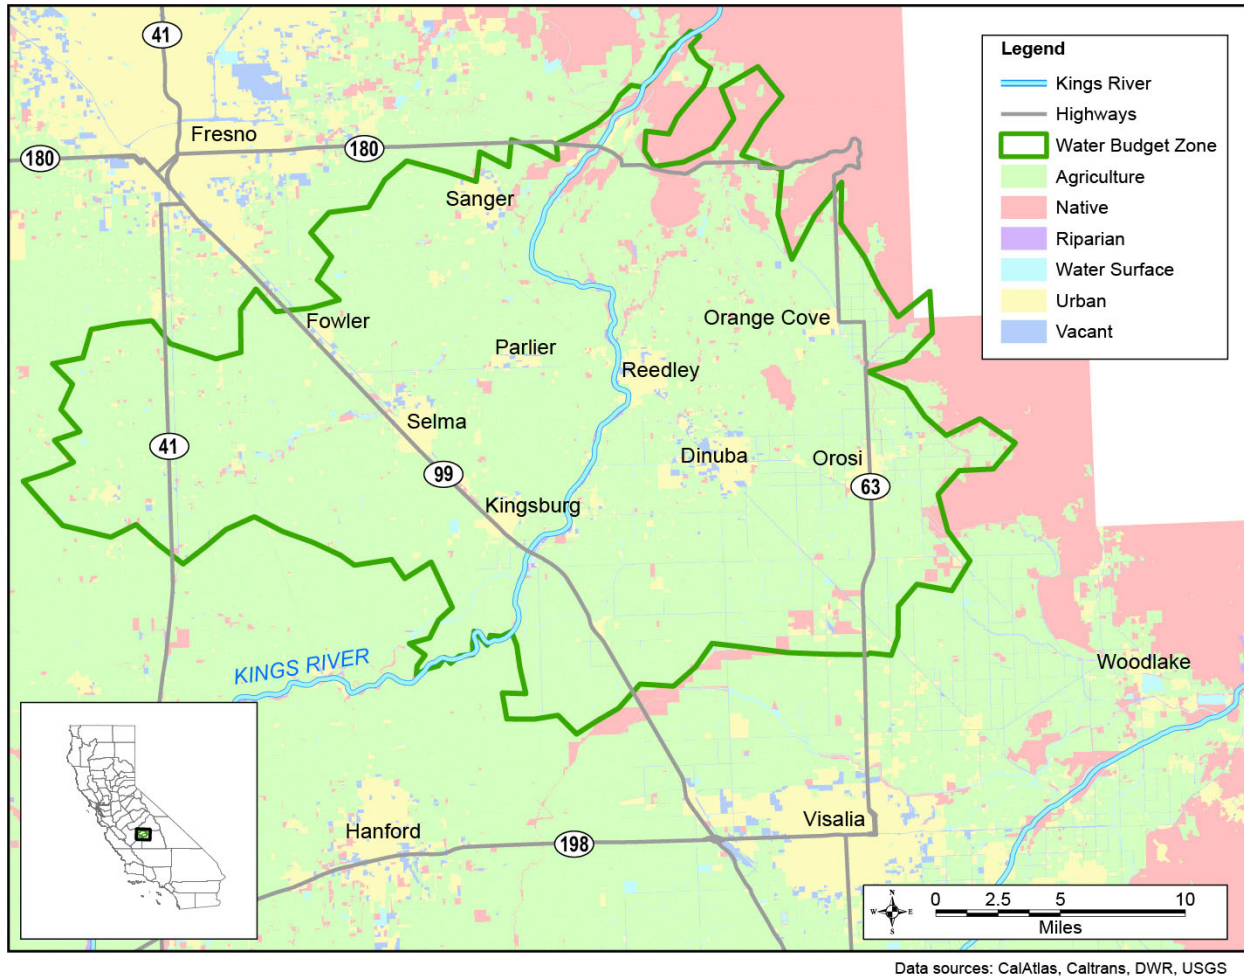 41
Fresno
180
180
Sanger
Legend
Kings River
Highways
Water Budget Zone
Agriculture
Native
Riparian
Water Surface
Urban
Vacant
Fowler
Orange Cove
Parlier
Reedley
Selma
41
99
Dinuba
Orosi
63
Kingsburg
KINGS RIVER
Woodlake
Hanford
198
Visalia
N
W
E
S
0 2.5 5 10
Miles
Data sources: CalAtlas, Caltrans, DWR, USGS